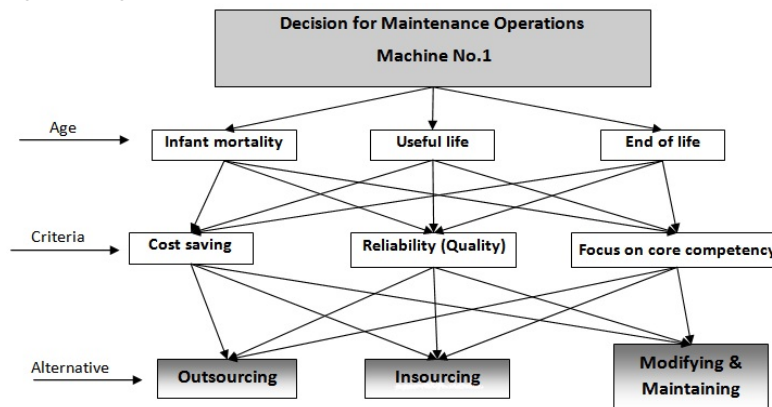 Decision for Maintenance Operations
Machine No.1
Age
Infant mortality
Useful life
End of life
Criteria
Cost saving
Reliability (Quality)
Focus on core competency
Alternative
Outsourcing
Insourcing
Modifying &
Maintaining